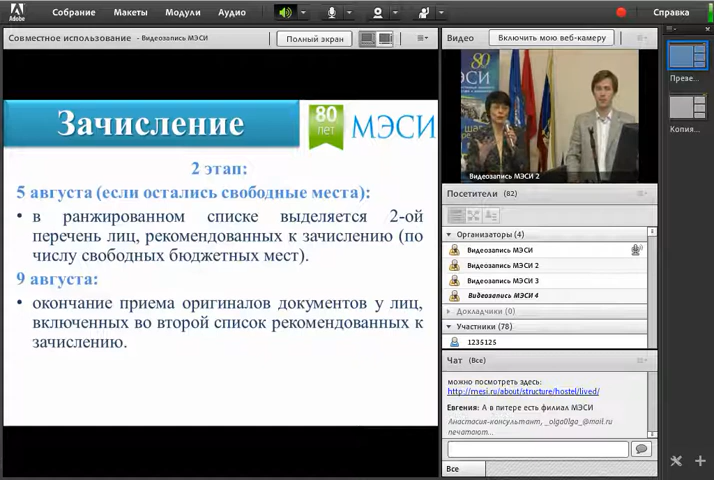 Собрание Макеты Модули Аудио Справка
Adobe
Совместное использование - Видеозапись МЭСИ
Полный экран
Видео
Включить мою веб-камеру
Зачисление
80
лет
МЭСИ
2 этап:
5 августа (если остались свободные места):
• в ранжированном списке выделяется 2-ой
перечень лиц, рекомендованных к зачислению (по
числу свободных бюджетных мест).
9 августа:
• окончание приема оригиналов документов у лиц,
включенных во второй список рекомендованных к
зачислению.
80
Видеозапись МЭСИ 2
Посетители (82)
Организаторы (4)
Видеозапись МЭСИ
Видеозапись МЭСИ 2
Видеозапись МЭСИ 3
Видеозапись МЭСИ 4
Докладчики (0)
Участники (78)
1235125
Чат (Все)
можно посмотреть здесь:
http://mesi.ru/about/structure/hostel/lived/
Евгения: А в питере есть филиал МЭСИ
Анастасия-консультант, _olga0lga_@mail.ru
печатают...
Все
Презе...
Копия...